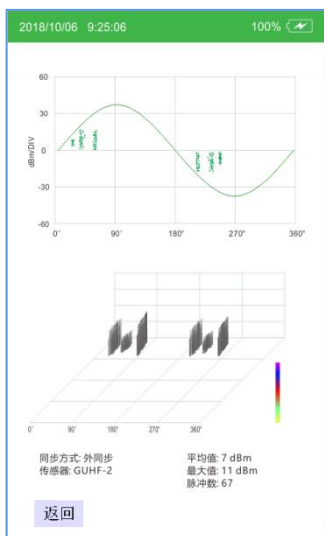 2018/10/06 9:25:06 100%
60
30
0
-30
-60
dBm/DIV
0° 90° 180° 270° 360°
0° 90° 180° 270° 360°
同步方式: 外同步
传感器: GUHF-2
平均值: 7 dBm
最大值: 11 dBm
脉冲数: 67
返回